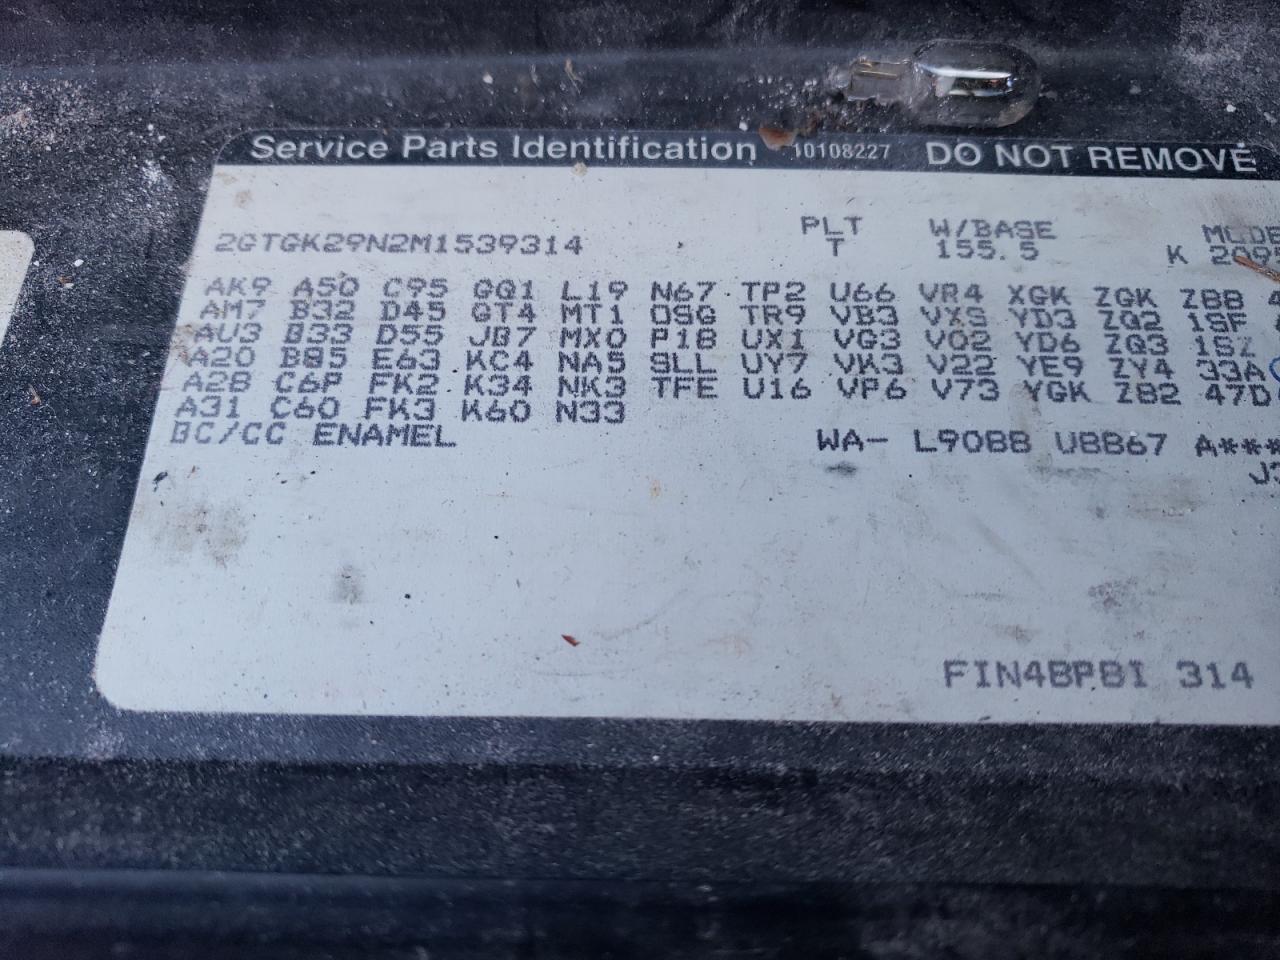 Service Parts Identification 10108227 DO NOT REMOVE
PLT W/BASE
2GTGK29N2M1539314 T 155.5 K
AK9 A50 C95 GQ1 L19 N67 TP2 U66 VR4 XGK ZGK ZBB
AM7 B32 D45 GT4 MT1 OSG TR9 VB3 VXS YD3 ZQ2 1SF
AU3 B33 D55 JB7 MX0 P18 UX1 VG3 V02 YD6 ZQ3 1SZ
A20 B85 E63 KC4 NA5 SLL UY7 VK3 V22 YE9 ZY4 33A
A28 C6P FK2 K34 NK3 TFE U16 VP6 V73 YGK ZB2 47D
A31 C60 FK3 K60 N33
BC/CC ENAMEL WA- L9088 U8867 A***
FIN4BPBI 314